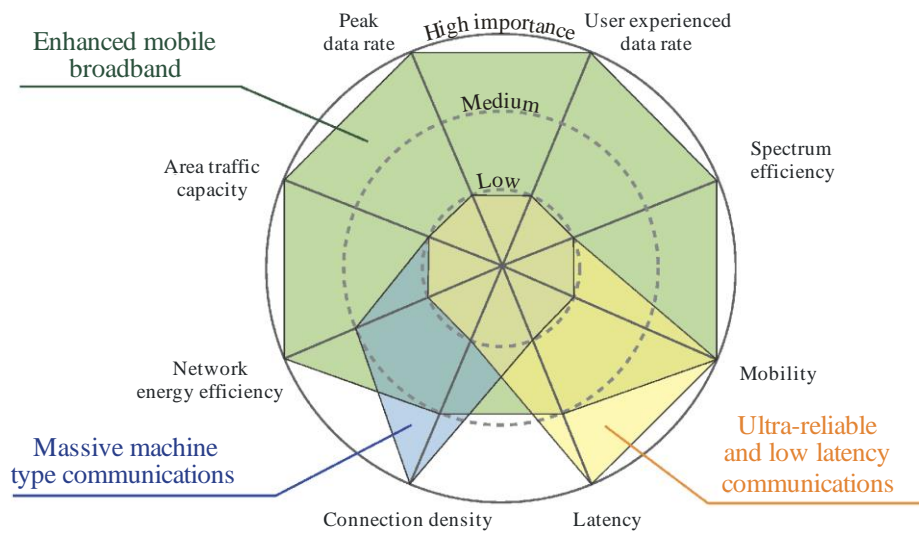 Peak
data rate
High importance
User experienced
data rate
Enhanced mobile
broadband
Medium
Area traffic
capacity
Spectrum
efficiency
Low
Network
energy efficiency
Mobility
Massive machine
type communications
Ultra-reliable
and low latency
communications
Connection density
Latency